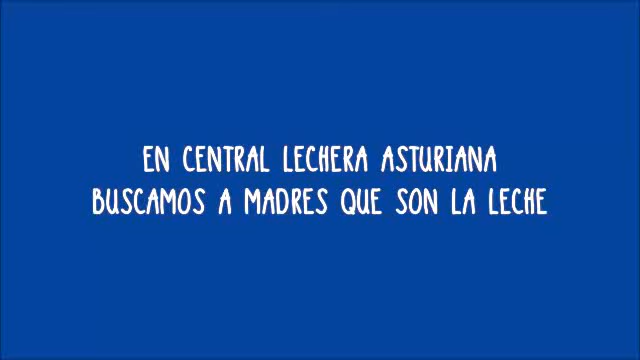 EN CENTRAL LECHERA ASTURIANA
BUSCAMOS A MADRES QUE SON LA LECHE